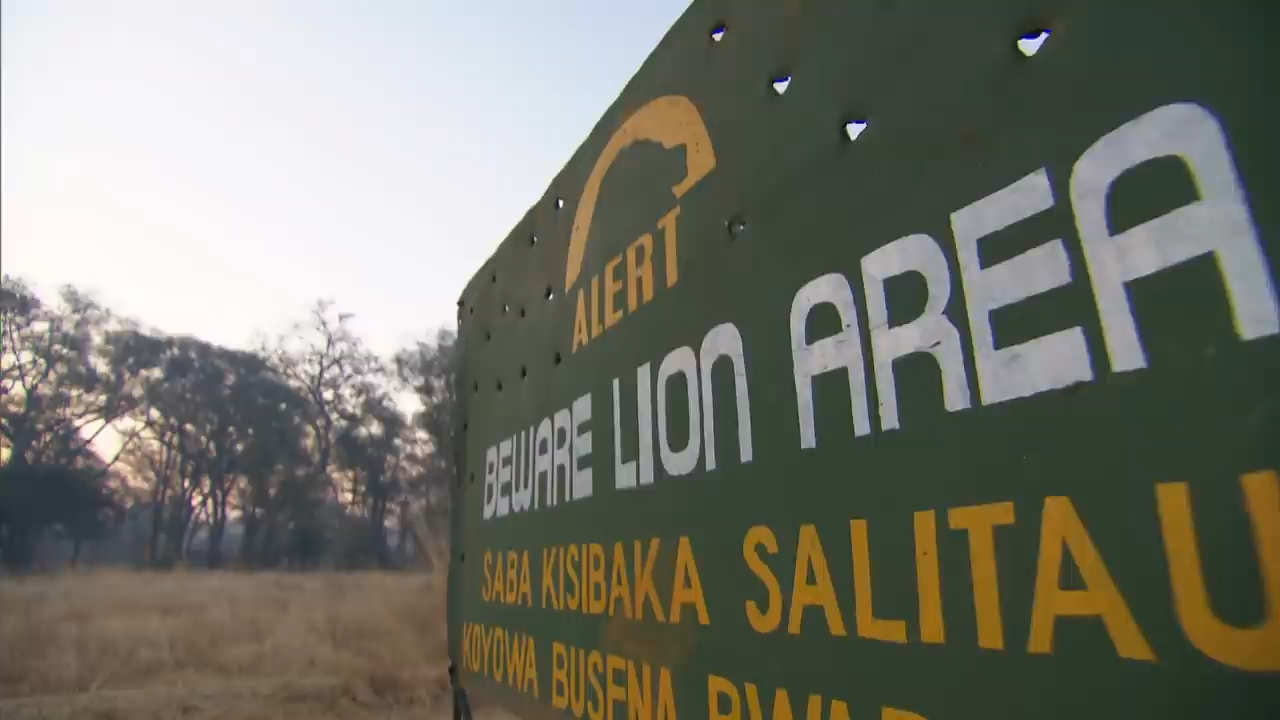 ALERT
BEWARE LION AREA
SABA KISIBAKA SALITAU
KOYOWA BUSENA